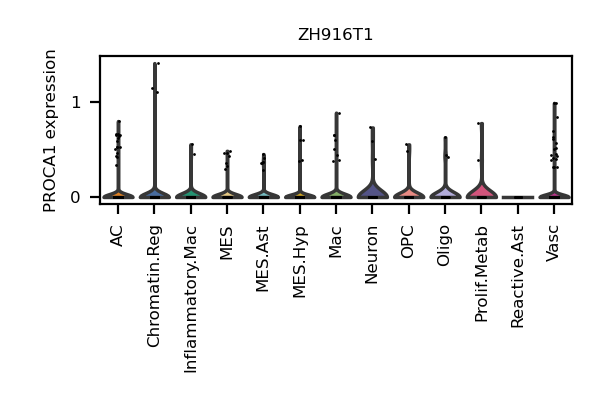 ZH916T1
PROCA1 expression
1
0
AC
Chromatin.Reg
Inflammatory.Mac
MES
MES.Ast
MES.Hyp
Mac
Neuron
OPC
Oligo
Prolif.Metab
Reactive.Ast
Vasc